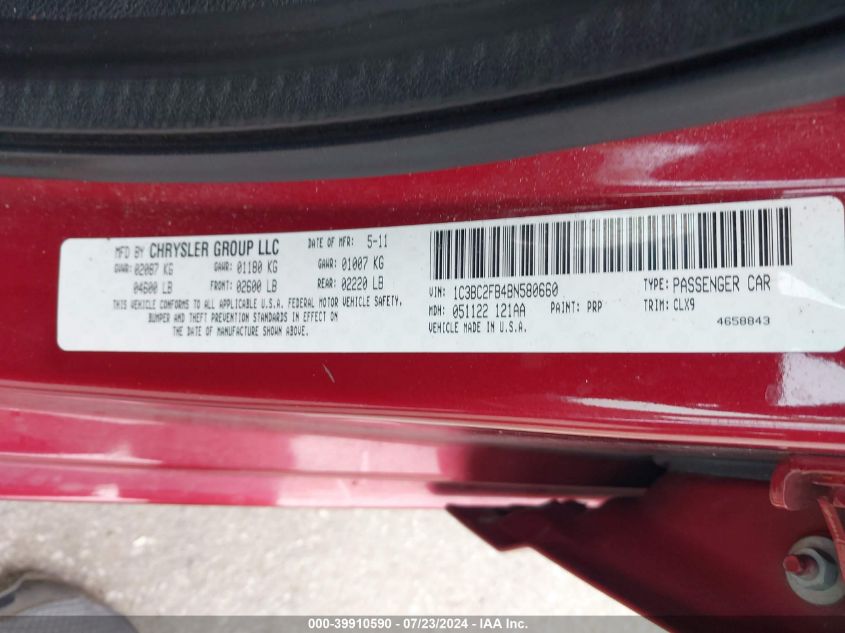 MFD BY CHRYSLER GROUP LLC DATE OF MFR: 5-11
GVWR: 02087 KG GAWR: 01180 KG GAWR: 01007 KG
04600 LB FRONT: 02600 LB REAR: 02220 LB
THIS VEHICLE CONFORMS TO ALL APPLICABLE U.S.A. FEDERAL MOTOR VEHICLE SAFETY,
BUMPER AND THEFT PREVENTION STANDARDS IN EFFECT ON
THE DATE OF MANUFACTURE SHOWN ABOVE.
VIN: 1C3BC2FB4BN580660 TYPE: PASSENGER CAR
MDH: 051122 121AA PAINT: PRP TRIM: CLX9
VEHICLE MADE IN U.S.A. 4658843
000-39910590 / 07/23/2024 - IAA Inc.